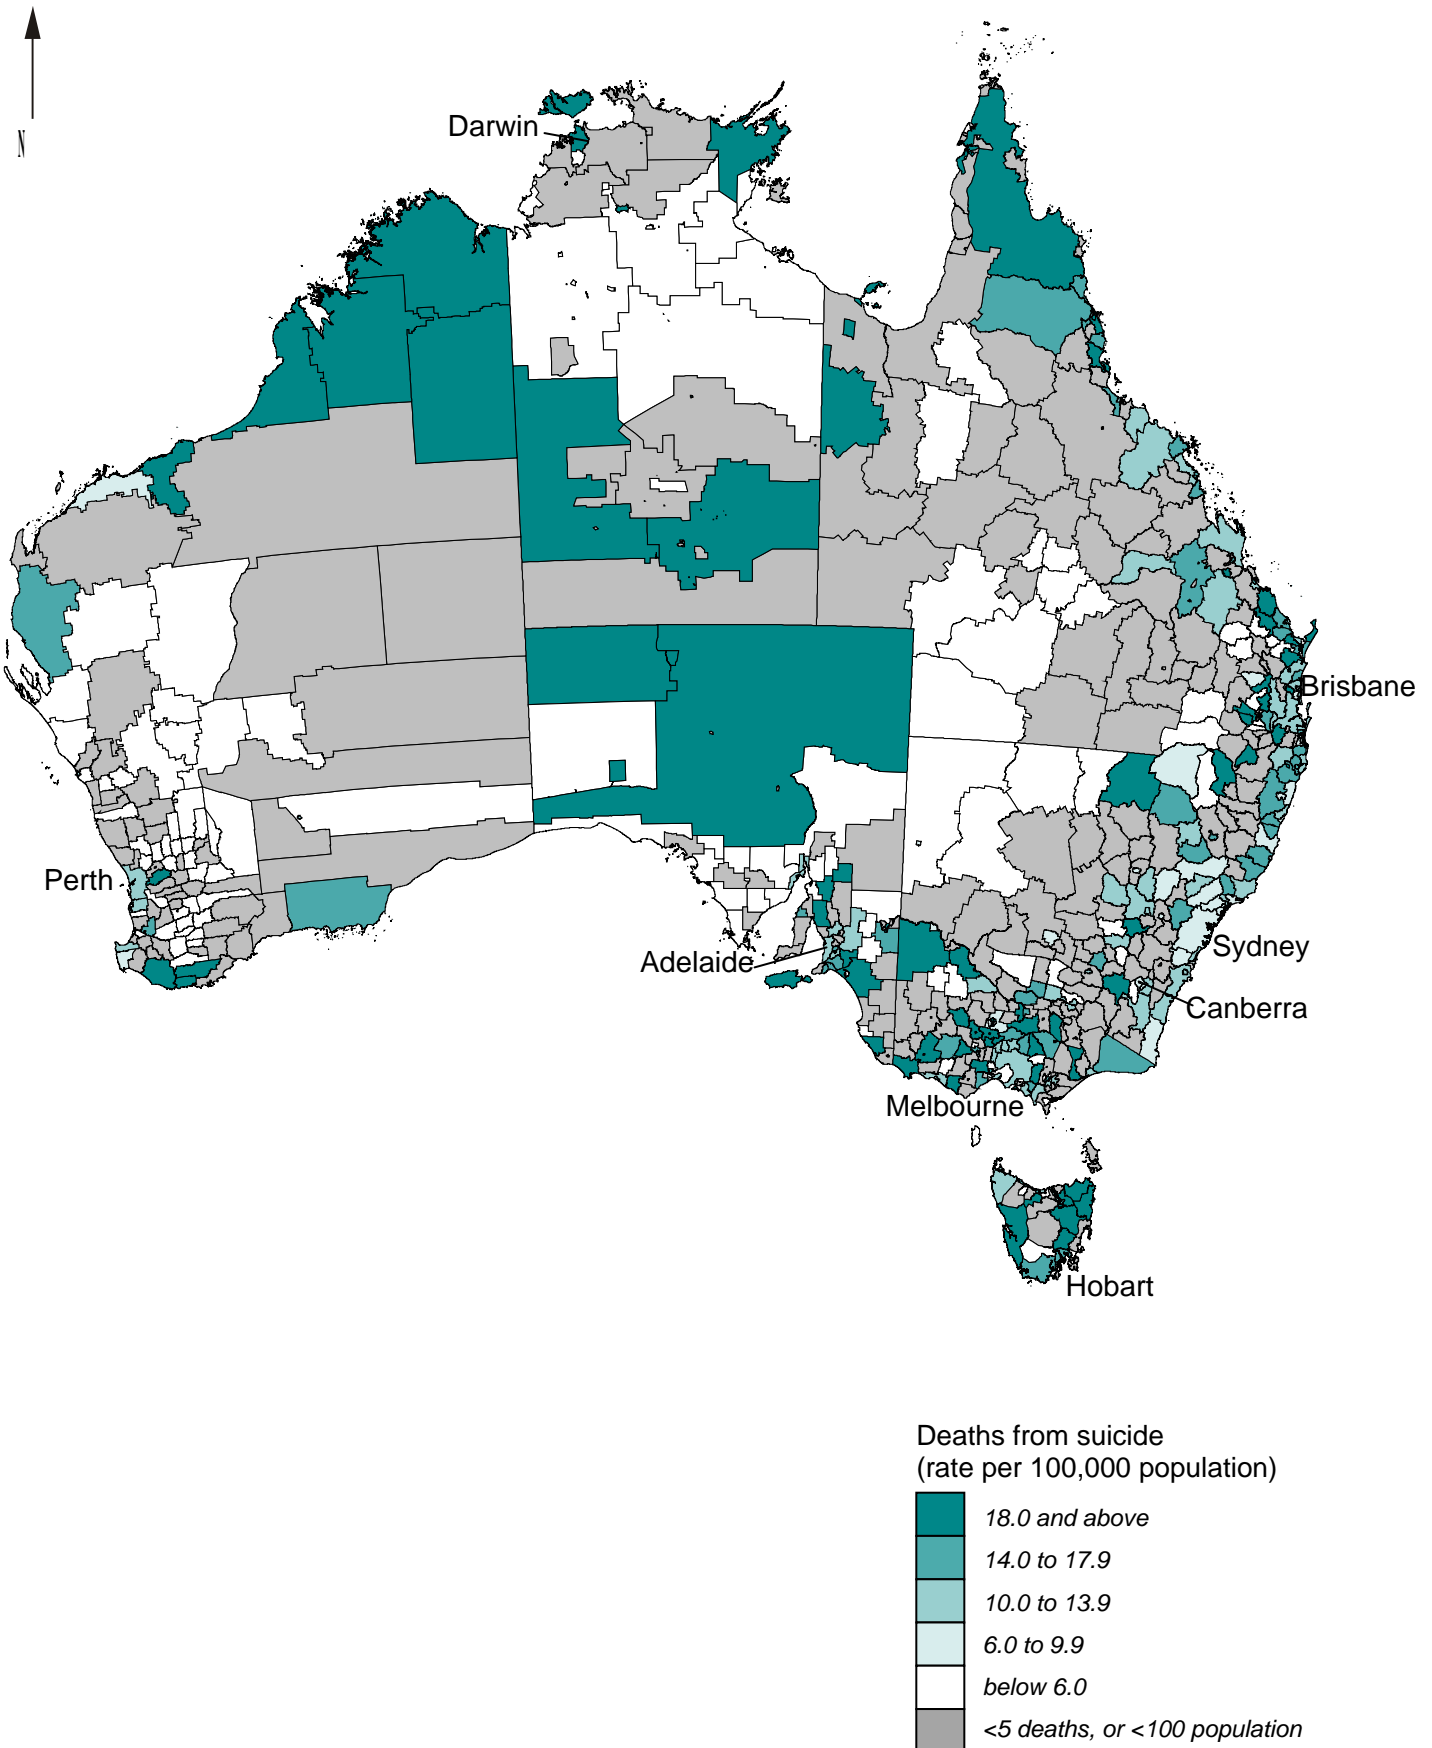 N
Darwin
Brisbane
Perth
Sydney
Adelaide
Canberra
Melbourne
Hobart
Deaths from suicide
(rate per 100,000 population)
18.0 and above
14.0 to 17.9
10.0 to 13.9
6.0 to 9.9
below 6.0
<5 deaths, or <100 population